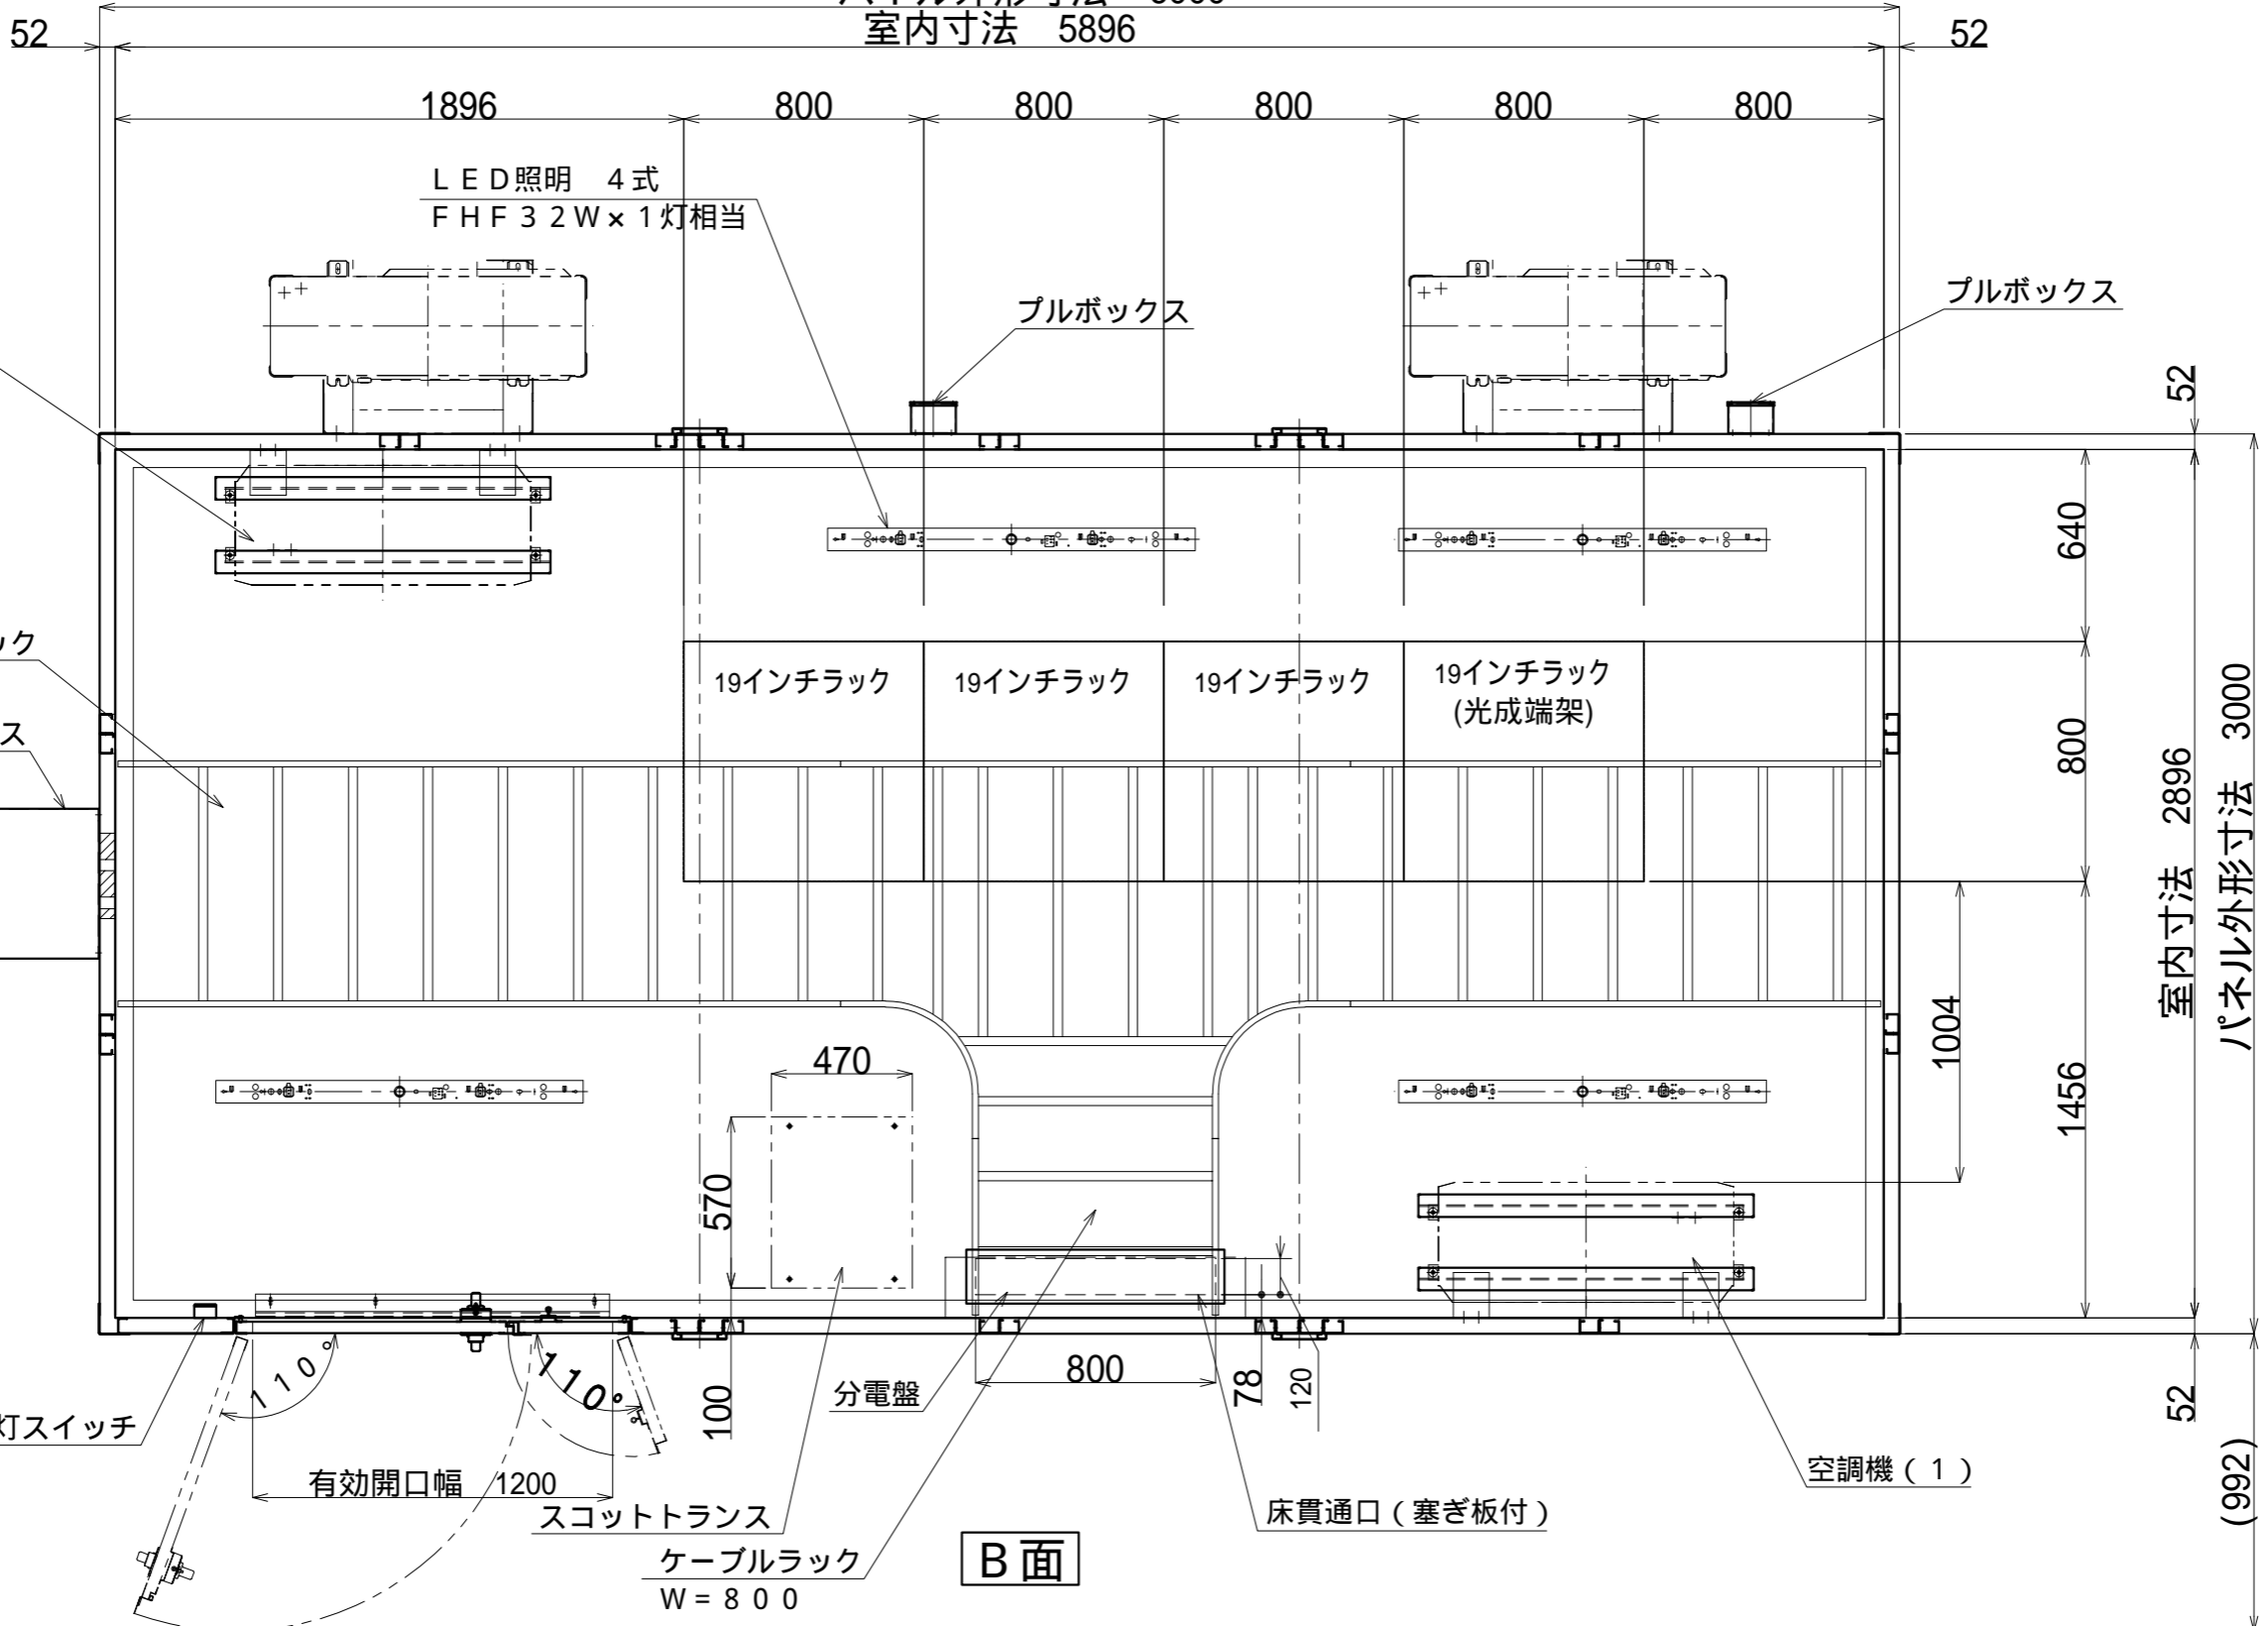 室内寸法　5896
52
52
1896
800
800
800
800
800
ＬＥＤ照明　４式
ＦＨＦ３２Ｗ×１灯相当
プルボックス
プルボックス
52
640
ック
19インチラック
19インチラック
19インチラック
19インチラック
(光成端架)
ス
800
室内寸法　2896
パネル外形寸法　3000
1004
1456
470
570
100
110°
110°
800
78
120
52
(992)
分電盤
灯スイッチ
有効開口幅　1200
スコットトランス
ケーブルラック
Ｗ=８００
Ｂ面
床貫通口（塞ぎ板付）
空調機（１）